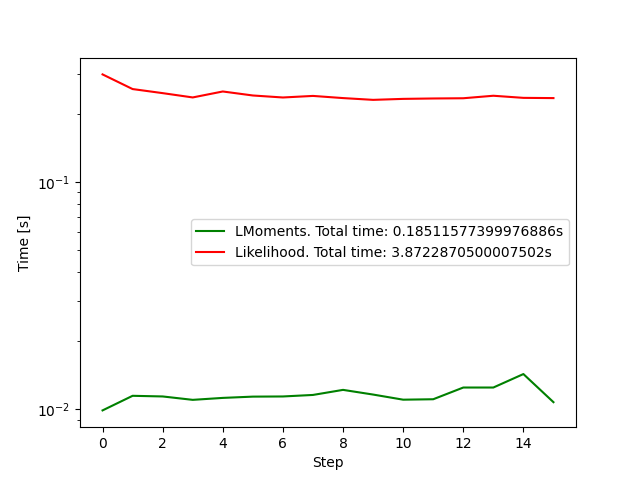 Time [s]
10⁻¹
10⁻²
LMoments. Total time: 0.18511577399976886s
Likelihood. Total time: 3.8722870500007502s
0 2 4 6 8 10 12 14
Step